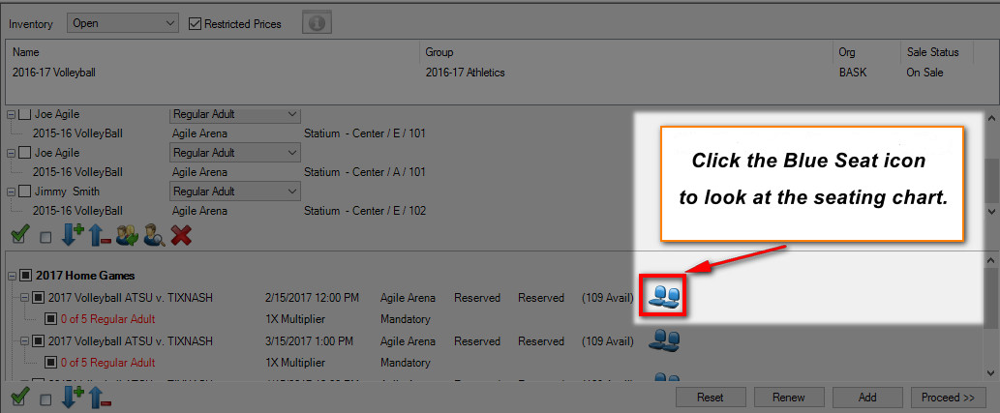 Inventory Open Restricted Prices
Name Group Org Sale Status
2016-17 Volleyball 2016-17 Athletics BASK On Sale
Joe Agile Regular Adult
2015-16 VolleyBall Agile Arena Statium - Center / E / 101
Joe Agile Regular Adult
2015-16 VolleyBall Agile Arena Statium - Center / A / 101
Jimmy Smith Regular Adult
2015-16 VolleyBall Agile Arena Statium - Center / E / 102
Click the Blue Seat icon
to look at the seating chart.
2017 Home Games
2017 Volleyball ATSU v. TIXNASH 2/15/2017 12:00 PM Agile Arena Reserved Reserved (109 Avail)
0 of 5 Regular Adult 1X Multiplier Mandatory
2017 Volleyball ATSU v. TIXNASH 3/15/2017 1:00 PM Agile Arena Reserved Reserved (109 Avail)
0 of 5 Regular Adult 1X Multiplier Mandatory
Reset Renew Add Proceed >>